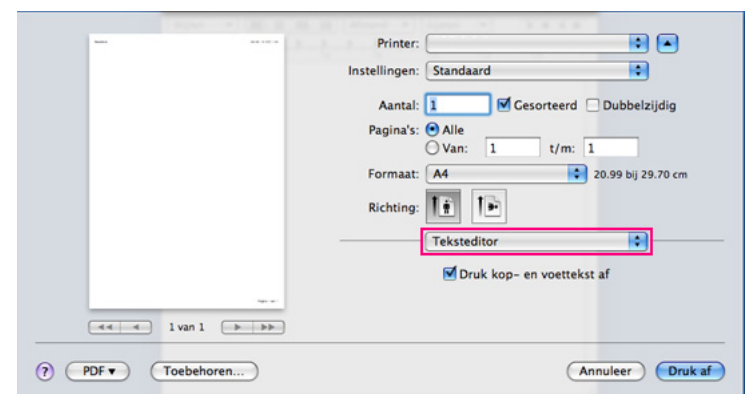 Printer:
Instellingen: Standaard
Aantal: 1 Gesorteerd Dubbelzijdig
Pagina's: Alle
Van: 1 t/m: 1
Formaat: A4 20.99 bij 29.70 cm
Richting:
Teksteditor
Druk kop- en voettekst af
1 van 1
? PDF Toebehoren... Annuleer Druk af